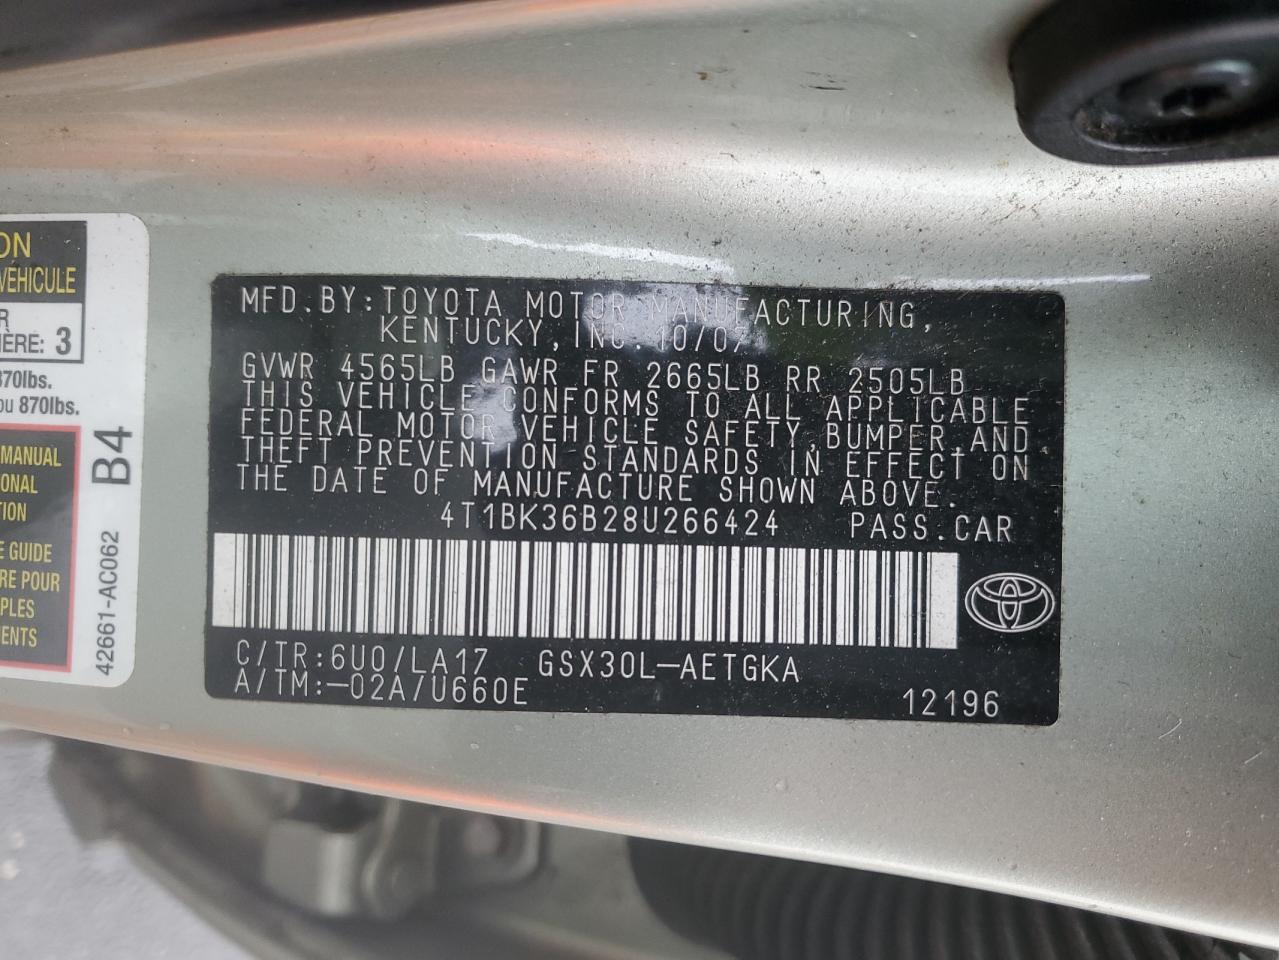 ON
VÉHICULE
R
IÈRE: 3
870lbs.
ou 870lbs.
MANUAL
ONAL
TION
E GUIDE
RE POUR
PLES
MENTS
42661-AC062 B4
MFD.BY:TOYOTA MOTOR MANUFACTURING,
KENTUCKY,INC. 10/07
GVWR 4565LB GAWR FR 2665LB RR 2505LB
THIS VEHICLE CONFORMS TO ALL APPLICABLE
FEDERAL MOTOR VEHICLE SAFETY,BUMPER,AND
THEFT PREVENTION STANDARDS IN EFFECT ON
THE DATE OF MANUFACTURE SHOWN ABOVE.
4T1BK36B28U266424 PASS.CAR
C/TR:6U0/LA17 GSX30L-AETGKA
A/TM:-02A/U660E
12196